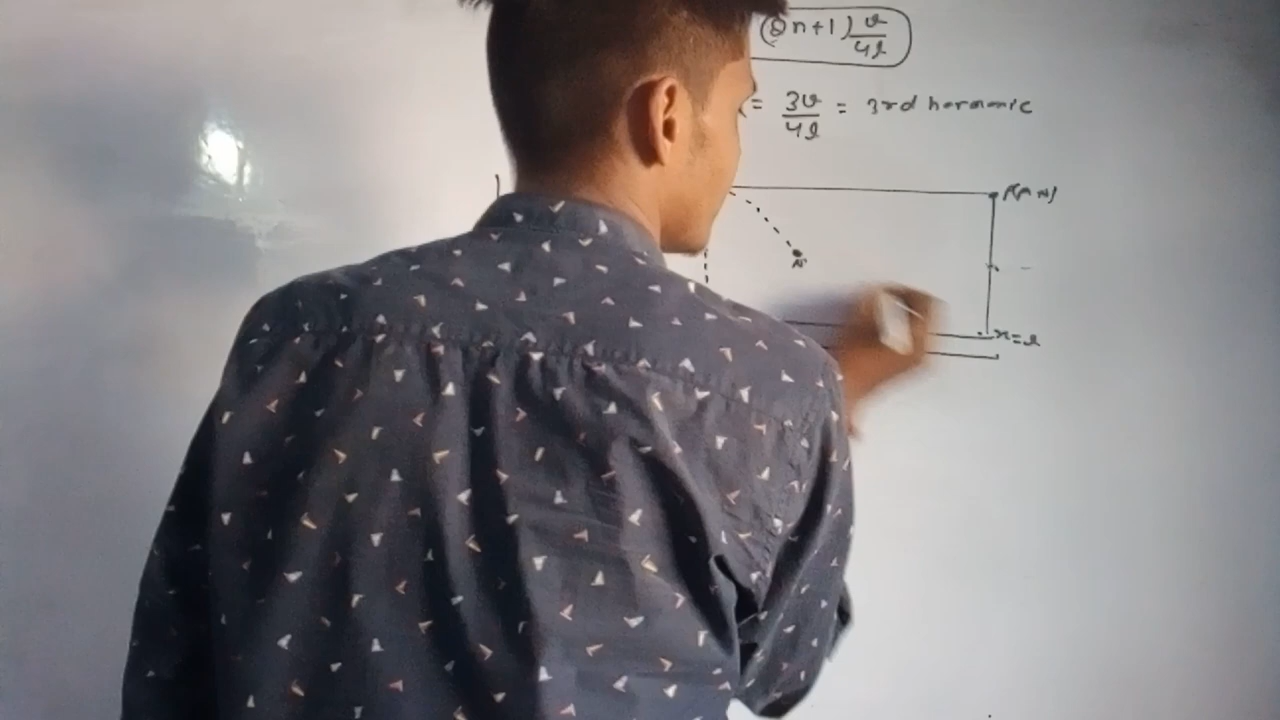 (2n+1) v/4l
= 3v/4l = 3rd harmonic
N
x=l